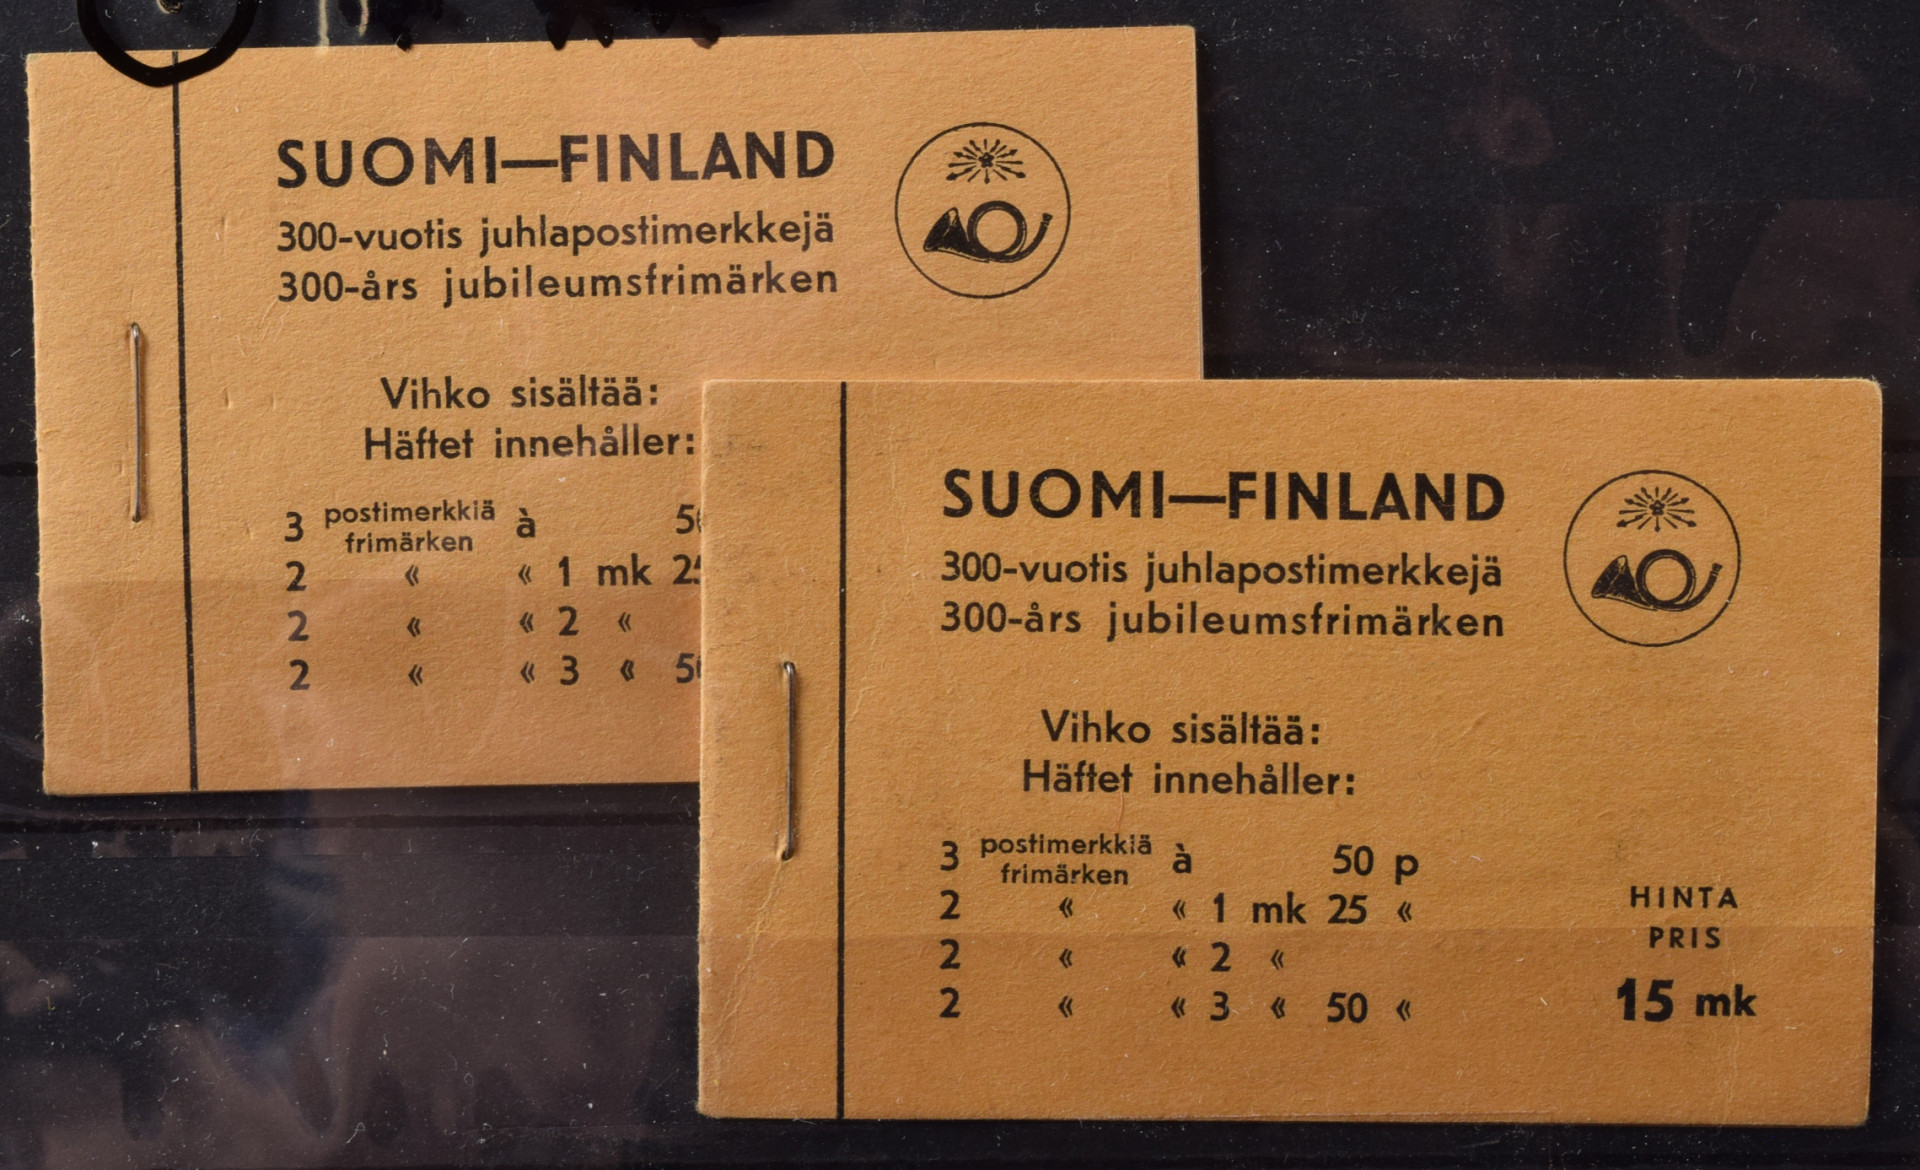 SUOMI—FINLAND
300-vuotis juhlapostimerkkejä
300-års jubileumsfrimärken
Vihko sisältää:
Häftet innehåller:
3 postimerkkiä à
frimärken
2 « « 1 mk
2 « « 2 «
2 « « 3 «
SUOMI—FINLAND
300-vuotis juhlapostimerkkejä
300-års jubileumsfrimärken
Vihko sisältää:
Häftet innehåller:
3 postimerkkiä à 50 p
frimärken
2 « « 1 mk 25 «
2 « « 2 «
2 « « 3 « 50 «
HINTA
PRIS
15 mk